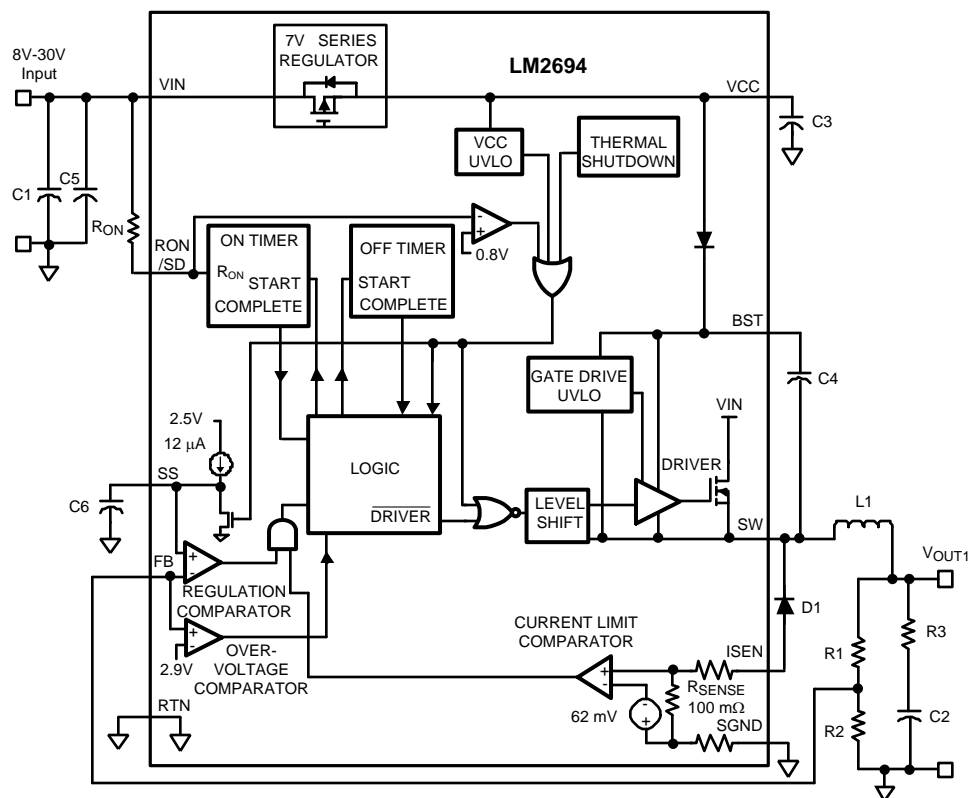 7V SERIES
REGULATOR
LM2694
8V-30V
Input
VIN
VCC
C3
VCC
UVLO
THERMAL
SHUTDOWN
C1
C5
RON
RON
/SD
ON TIMER
RON
START
COMPLETE
OFF TIMER
START
COMPLETE
-
+
0.8V
BST
C4
GATE DRIVE
UVLO
VIN
2.5V
12 µA
SS
C6
LOGIC
DRIVER
DRIVER
LEVEL
SHIFT
SW
L1
VOUT1
FB
+
-
REGULATION
COMPARATOR
+
-
2.9V
OVER-
VOLTAGE
COMPARATOR
CURRENT LIMIT
COMPARATOR
+
-
ISEN
D1
R1
R3
RSENSE
100 mΩ
62 mV
-
+
SGND
R2
C2
RTN